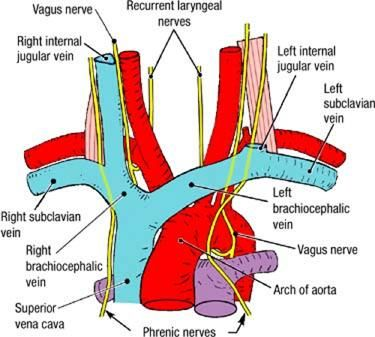 Vagus nerve
Recurrent laryngeal
nerves
Right internal
jugular vein
Left internal
jugular vein
Left
subclavian
vein
Right subclavian
vein
Right
brachiocephalic
vein
Left
brachiocephalic
vein
Vagus nerve
Arch of aorta
Superior
vena cava
Phrenic nerves